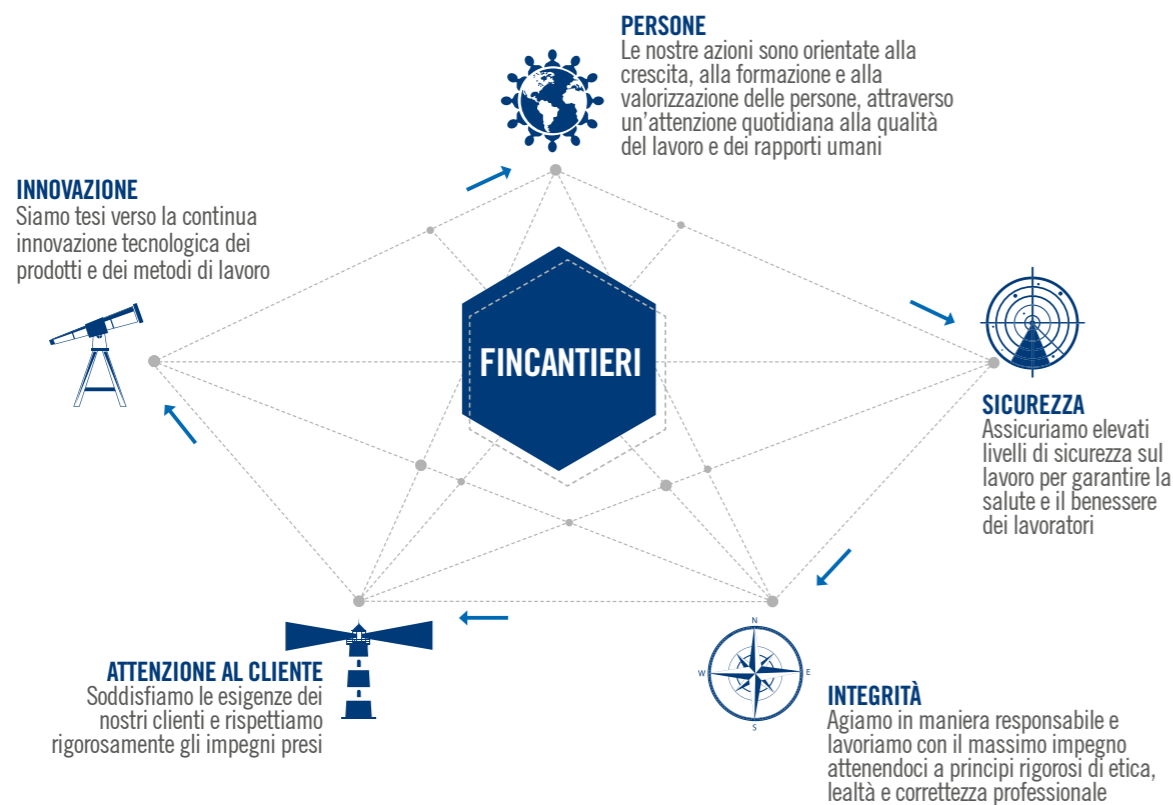 PERSONE
Le nostre azioni sono orientate alla
crescita, alla formazione e alla
valorizzazione delle persone, attraverso
un'attenzione quotidiana alla qualità
del lavoro e dei rapporti umani
INNOVAZIONE
Siamo tesi verso la continua
innovazione tecnologica dei
prodotti e dei metodi di lavoro
FINCANTIERI
SICUREZZA
Assicuriamo elevati
livelli di sicurezza sul
lavoro per garantire la
salute e il benessere
dei lavoratori
ATTENZIONE AL CLIENTE
Soddisfiamo le esigenze dei
nostri clienti e rispettiamo
rigorosamente gli impegni presi
N
W
E
S
INTEGRITÀ
Agiamo in maniera responsabile e
lavoriamo con il massimo impegno
attenendoci a principi rigorosi di etica,
lealtà e correttezza professionale